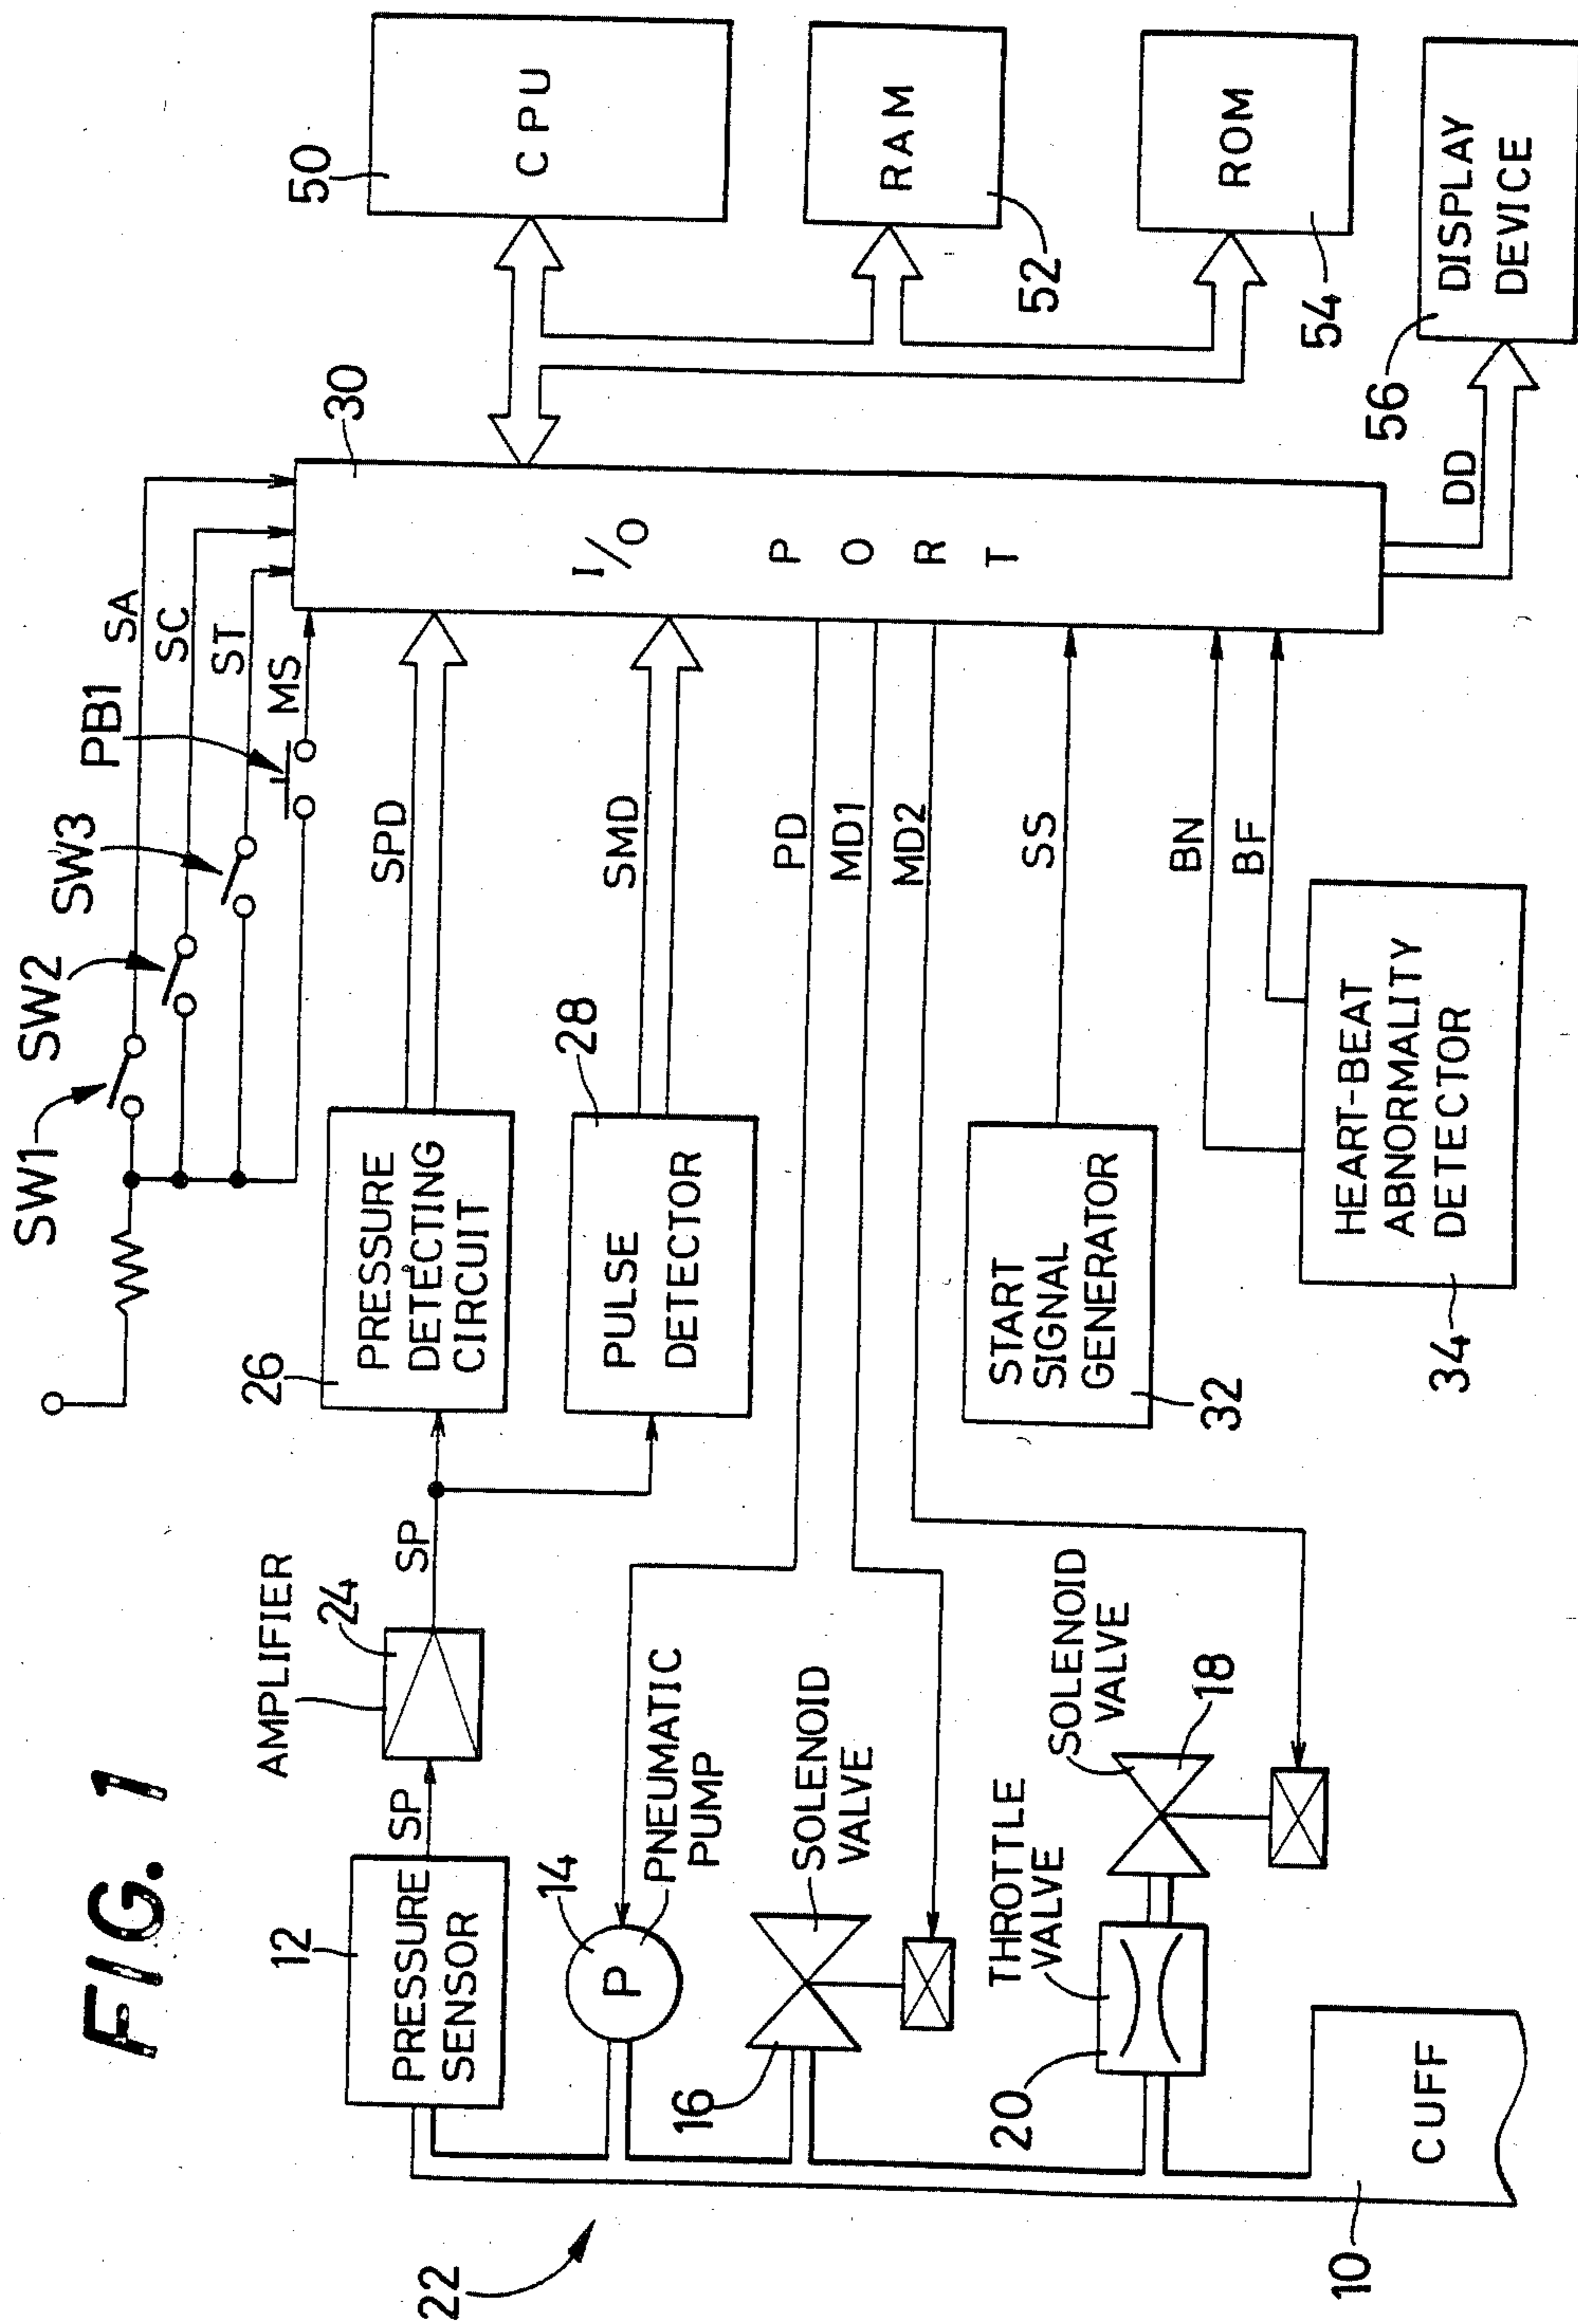 FIG. 1
SW1
SW2
SW3
PB1
SA
SC
ST
MS
30
50
CPU
RAM
52
ROM
54
56
DISPLAY
DEVICE
DD
I/O
PORT
12
PRESSURE
SENSOR
SP
AMPLIFIER
24
SP
26
PRESSURE
DETECTING
CIRCUIT
SPD
28
PULSE
DETECTOR
SMD
14
P
PNEUMATIC
PUMP
PD
MD1
MD2
16
SOLENOID
VALVE
START
SIGNAL
GENERATOR
32
SS
20
THROTTLE
VALVE
SOLENOID
VALVE
18
HEART-BEAT
ABNORMALITY
DETECTOR
34
BN
BF
22
10
CUFF